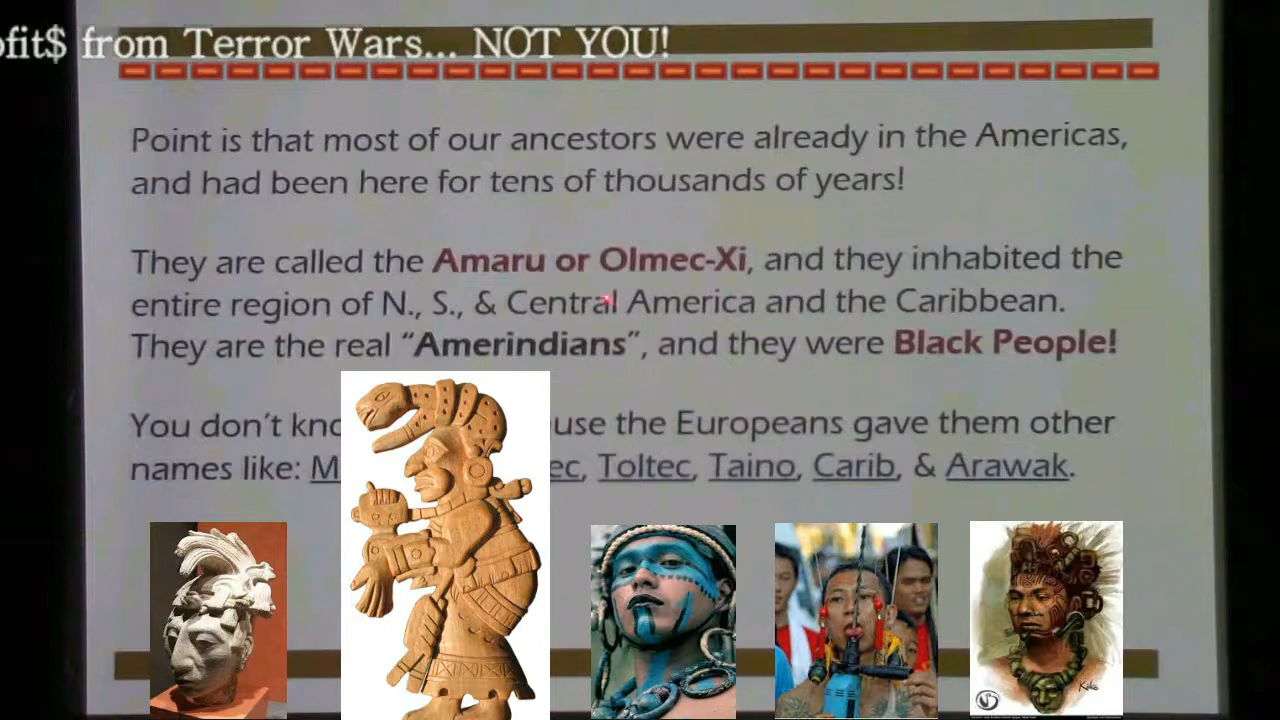 ofit$ from Terror Wars... NOT YOU!
Point is that most of our ancestors were already in the Americas,
and had been here for tens of thousands of years!
They are called the Amaru or Olmec-Xi, and they inhabited the
entire region of N., S., & Central America and the Caribbean.
They are the real “Amerindians”, and they were Black People!
You don’t kno use the Europeans gave them other
names like: M ec, Toltec, Taino, Carib, & Arawak.